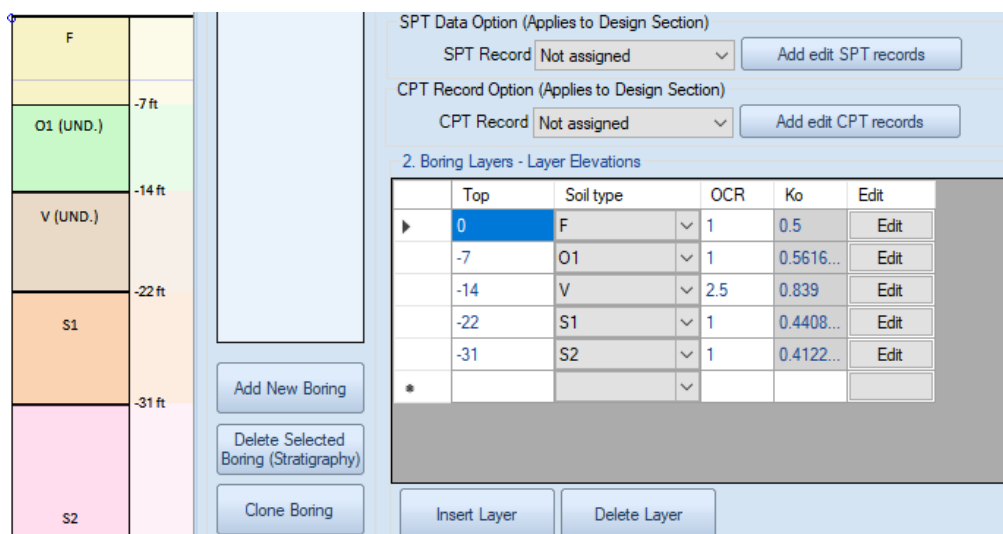 F
-7 ft
O1 (UND.)
-14 ft
V (UND.)
-22 ft
S1
-31 ft
S2
Add New Boring
Delete Selected
Boring (Stratigraphy)
Clone Boring
SPT Data Option (Applies to Design Section)
SPT Record Not assigned Add edit SPT records
CPT Record Option (Applies to Design Section)
CPT Record Not assigned Add edit CPT records
2. Boring Layers - Layer Elevations
Top Soil type OCR Ko Edit
0 F 1 0.5 Edit
-7 O1 1 0.5616... Edit
-14 V 2.5 0.839 Edit
-22 S1 1 0.4408... Edit
-31 S2 1 0.4122... Edit
*
Insert Layer Delete Layer